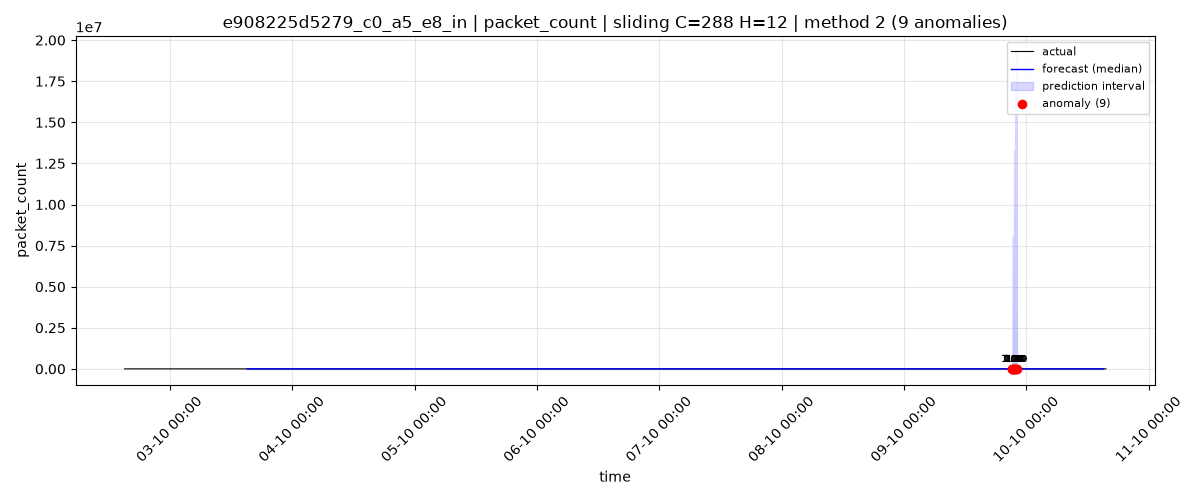 e908225d5279_c0_a5_e8_in | packet_count | sliding C=288 H=12 | method 2 (9 anomalies)
1e7
2.00
1.75
1.50
1.25
1.00
0.75
0.50
0.25
0.00
packet_count
actual
forecast (median)
prediction interval
anomaly (9)
03-10 00:00
04-10 00:00
05-10 00:00
06-10 00:00
07-10 00:00
08-10 00:00
09-10 00:00
10-10 00:00
11-10 00:00
time